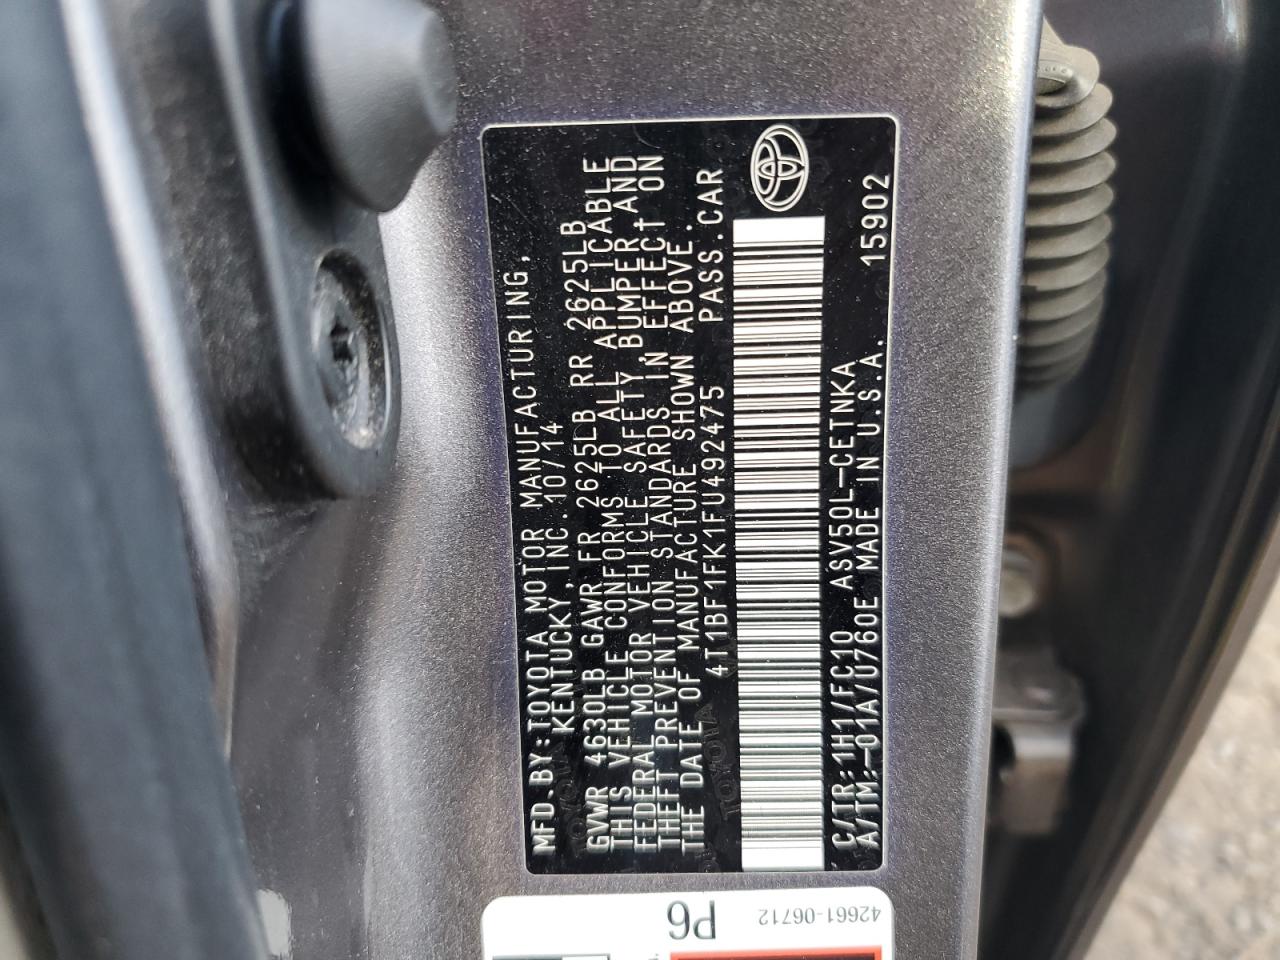 MFD.BY:TOYOTA MOTOR MANUFACTURING,
KENTUCKY, INC.10/14
GVWR 4630LB GAWR FR 2625LB RR 2625LB
THIS VEHICLE CONFORMS TO ALL APPLICABLE
FEDERAL MOTOR VEHICLE SAFETY, BUMPER AND
THEFT PREVENTION STANDARDS IN EFFECT ON
THE DATE OF MANUFACTURE SHOWN ABOVE.
4T1BF1FK1FU492475 PASS.CAR
C/TR:1H1/FC10 ASV50L-CETNKA 15902
A/TM:-01A/U760E MADE IN U.S.A.
P6
42661-06712